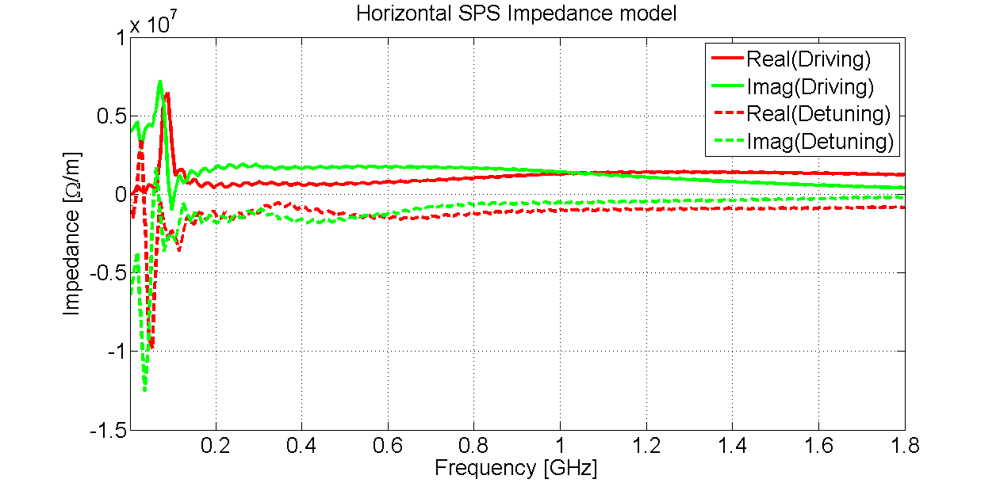 Horizontal SPS Impedance model
1 x 10⁷
0.5
0
-0.5
-1
-1.5
Impedance [Ω/m]
Real(Driving)
Imag(Driving)
Real(Detuning)
Imag(Detuning)
0.2 0.4 0.6 0.8 1 1.2 1.4 1.6 1.8
Frequency [GHz]